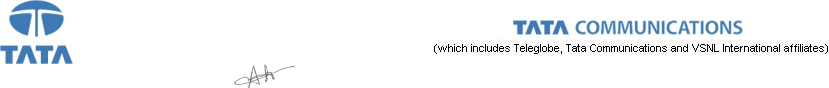 TATA
TATA COMMUNICATIONS
(which includes Teleglobe, Tata Communications and VSNL International affiliates)